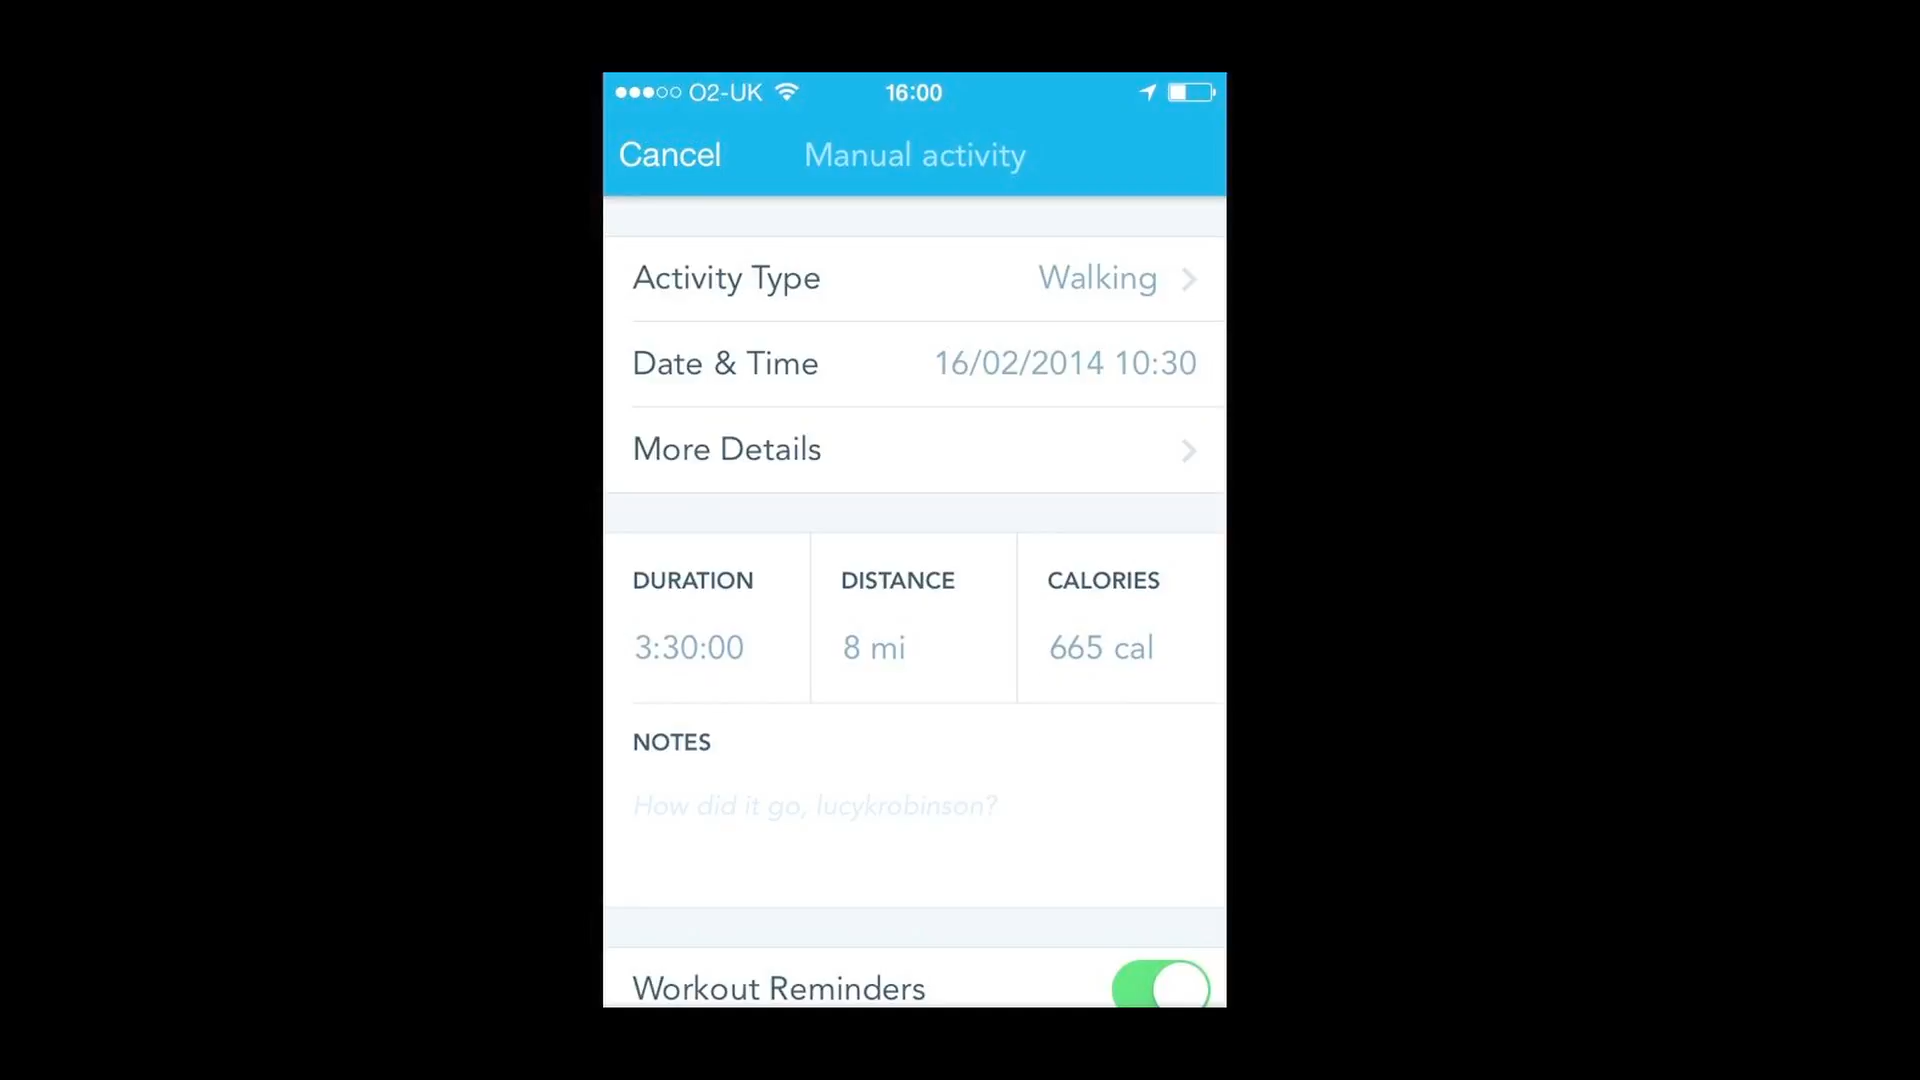 O2-UK 16:00
Cancel Manual activity
Activity Type Walking
Date & Time 16/02/2014 10:30
More Details
DURATION DISTANCE CALORIES
3:30:00 8 mi 665 cal
NOTES
How did it go, lucykrobinson?
Workout Reminders